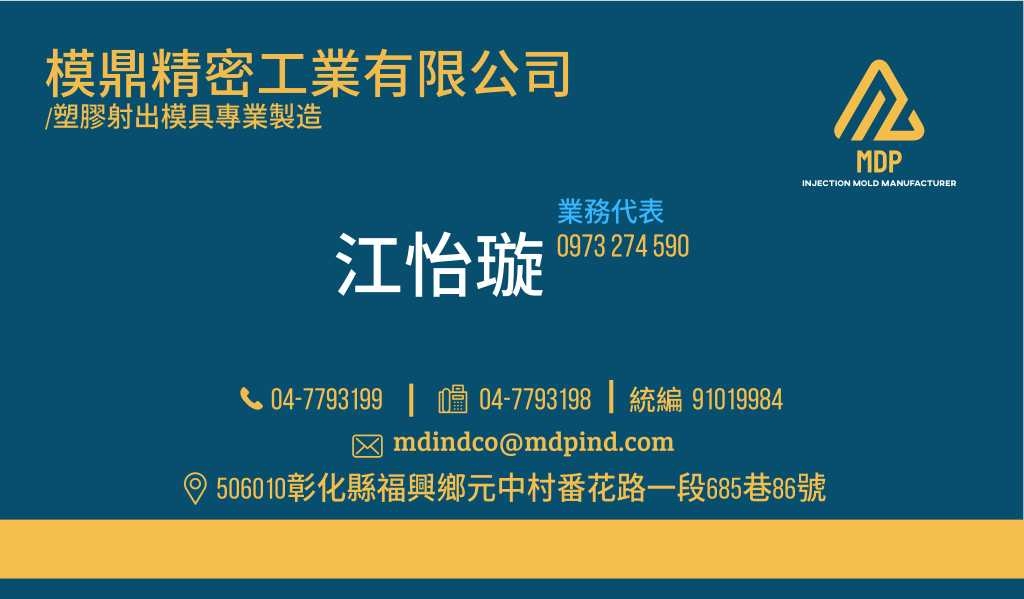 模鼎精密工業有限公司
/塑膠射出模具專業製造
MDP
INJECTION MOLD MANUFACTURER
業務代表
江怡璇 0973 274 590
04-7793199 | 04-7793198 | 統編 91019984
mdindco@mdpind.com
506010彰化縣福興鄉元中村番花路一段685巷86號